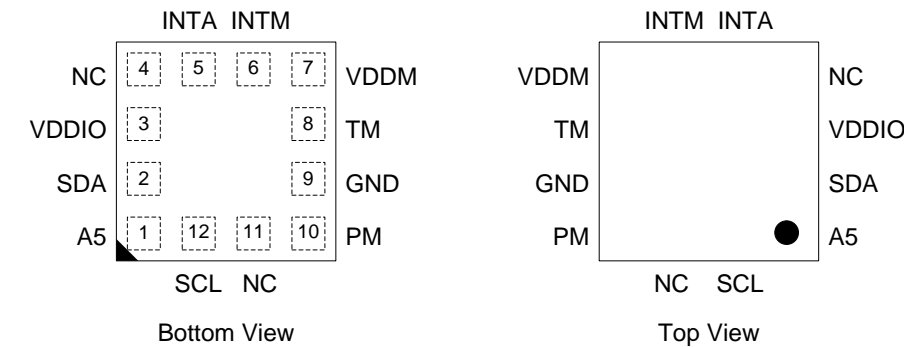 INTA INTM
NC 4 5 6 7 VDDM
VDDIO 3 8 TM
SDA 2 9 GND
A5 1 12 11 10 PM
SCL NC
Bottom View
INTM INTA
VDDM NC
TM VDDIO
GND SDA
PM A5
NC SCL
Top View